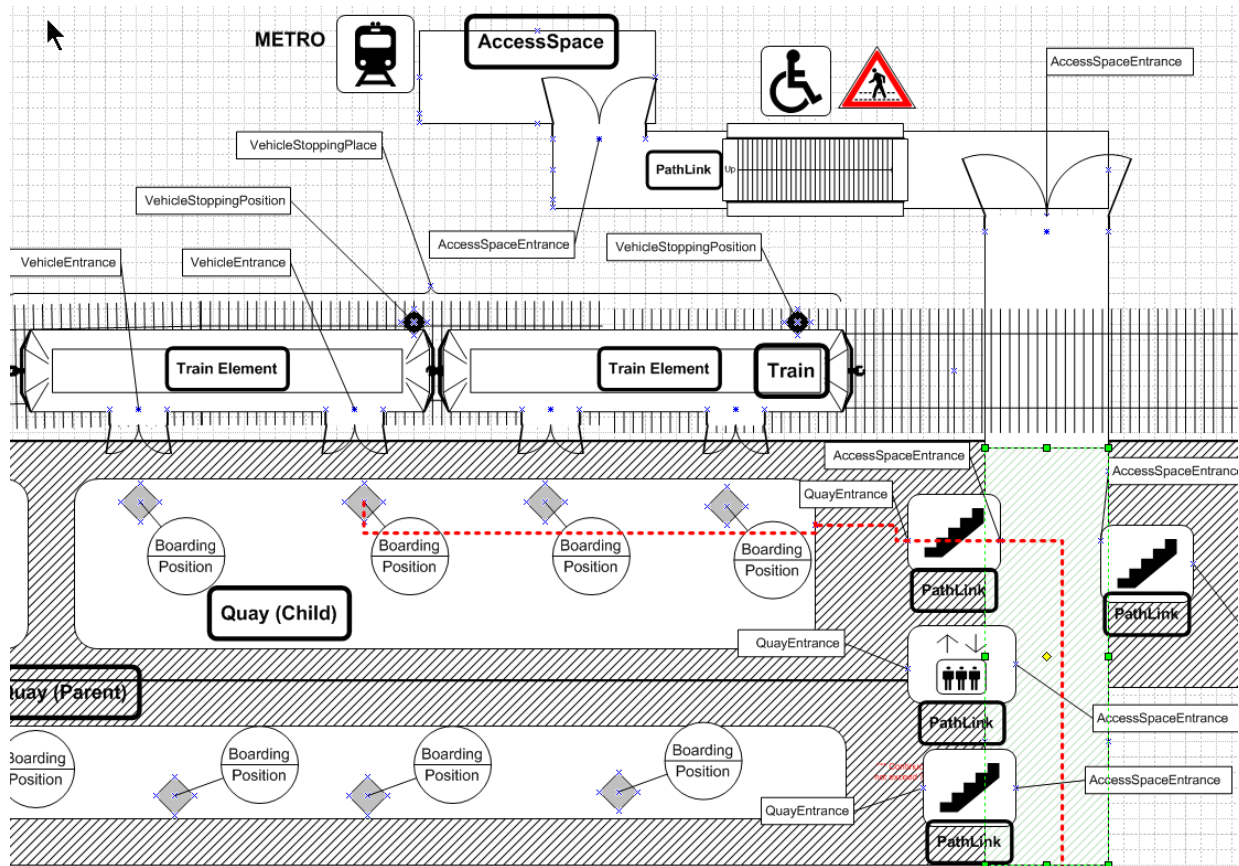 METRO
AccessSpace
AccessSpaceEntrance
VehicleStoppingPlace
PathLink
Up
VehicleStoppingPosition
AccessSpaceEntrance
VehicleStoppingPosition
VehicleEntrance
VehicleEntrance
Train Element
Train Element
Train
AccessSpaceEntrance
AccessSpaceEntrance
QuayEntrance
Boarding
Position
Boarding
Position
Boarding
Position
Boarding
Position
PathLink
PathLink
Quay (Child)
QuayEntrance
Quay (Parent)
PathLink
AccessSpaceEntrance
Boarding
Position
Boarding
Position
Boarding
Position
Boarding
Position
AccessSpaceEntrance
QuayEntrance
PathLink